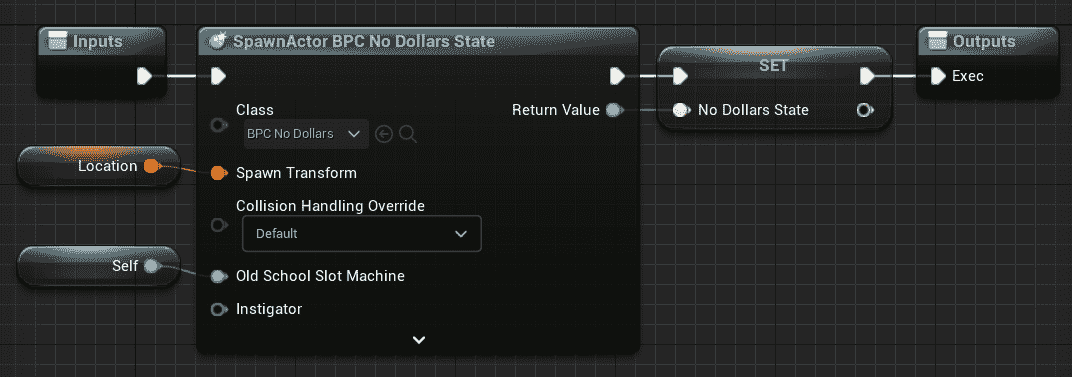 Inputs
SpawnActor BPC No Dollars State
SET
Outputs
Exec
Class
Return Value
No Dollars State
BPC No Dollars
Location
Spawn Transform
Collision Handling Override
Default
Self
Old School Slot Machine
Instigator